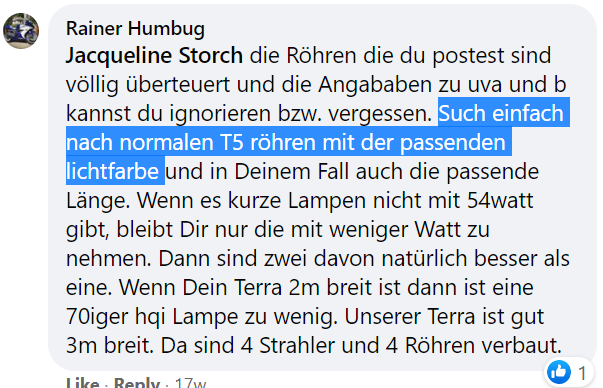 Rainer Humbug
Jacqueline Storch die Röhren die du postest sind
völlig überteuert und die Angababen zu uva und b
kannst du ignorieren bzw. vergessen. Such einfach
nach normalen T5 röhren mit der passenden
lichtfarbe und in Deinem Fall auch die passende
Länge. Wenn es kurze Lampen nicht mit 54watt
gibt, bleibt Dir nur die mit weniger Watt zu
nehmen. Dann sind zwei davon natürlich besser als
eine. Wenn Dein Terra 2m breit ist dann ist eine
70iger hqi Lampe zu wenig. Unserer Terra ist gut
3m breit. Da sind 4 Strahler und 4 Röhren verbaut.
1
Like · Reply · 17w